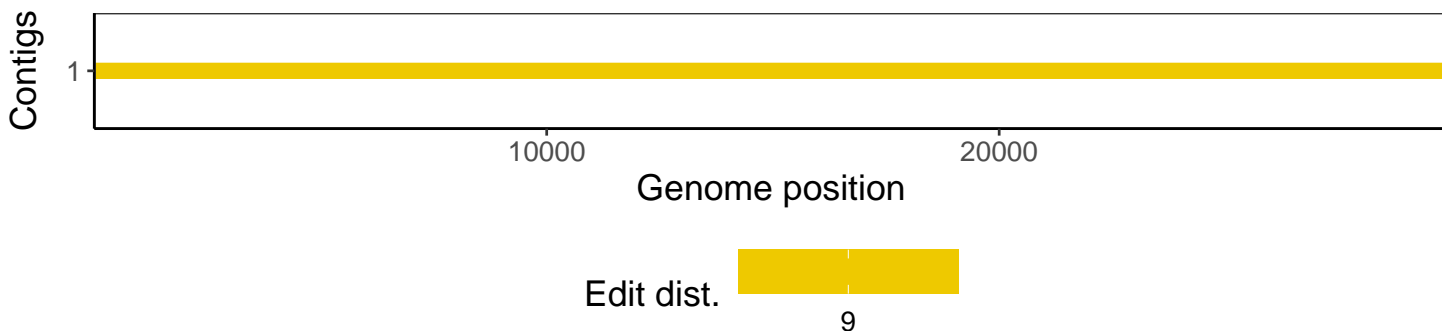 Contigs
1
10000
20000
Genome position
Edit dist.
9